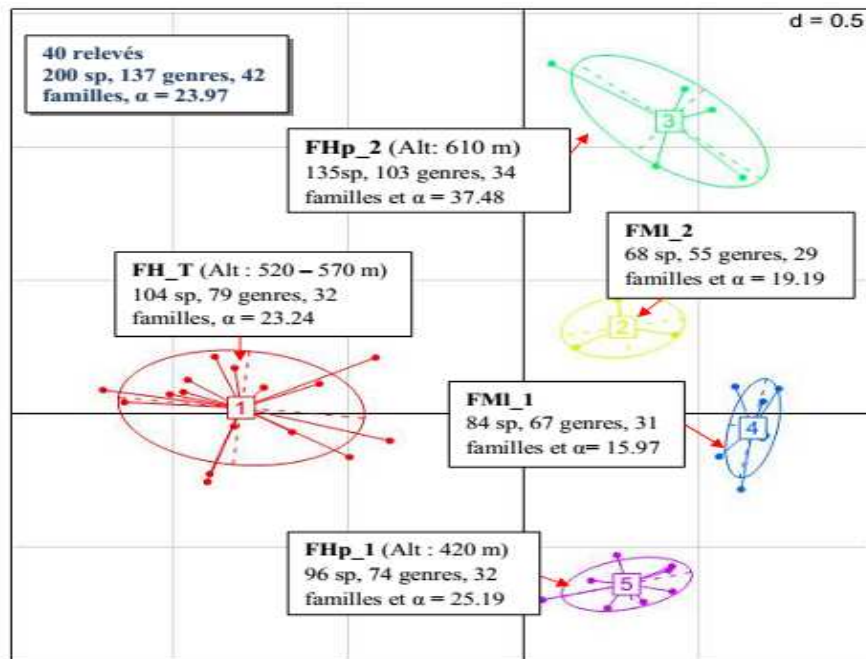 d = 0.5
40 relevés
200 sp, 137 genres, 42
familles, α = 23.97
3
FHp_2 (Alt: 610 m)
135sp, 103 genres, 34
familles et α = 37.48
FMl_2
68 sp, 55 genres, 29
familles et α = 19.19
FH_T (Alt : 520 – 570 m)
104 sp, 79 genres, 32
familles, α = 23.24
2
1
FMl_1
84 sp, 67 genres, 31
familles et α= 15.97
4
FHp_1 (Alt : 420 m)
96 sp, 74 genres, 32
familles et α = 25.19
5